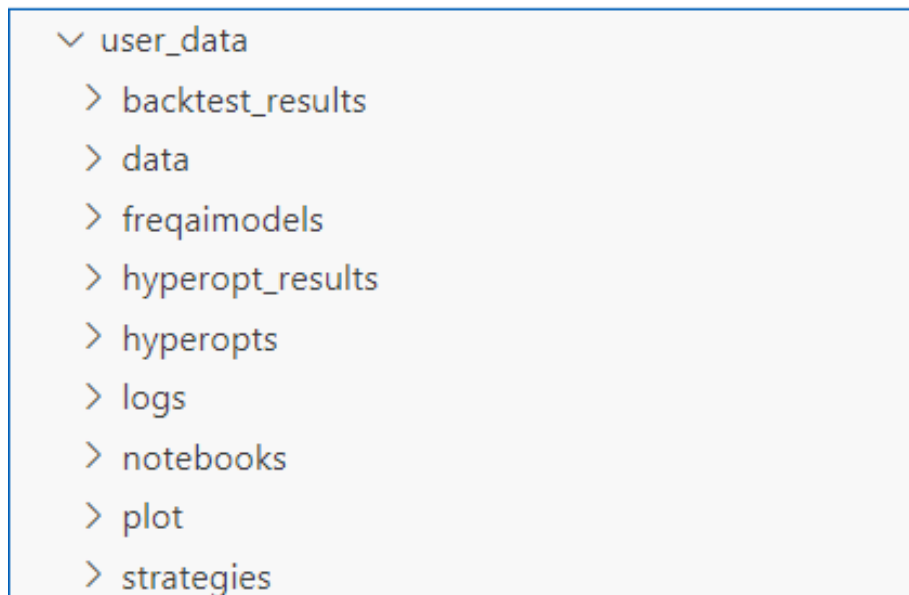 user_data
backtest_results
data
freqaimodels
hyperopt_results
hyperopts
logs
notebooks
plot
strategies